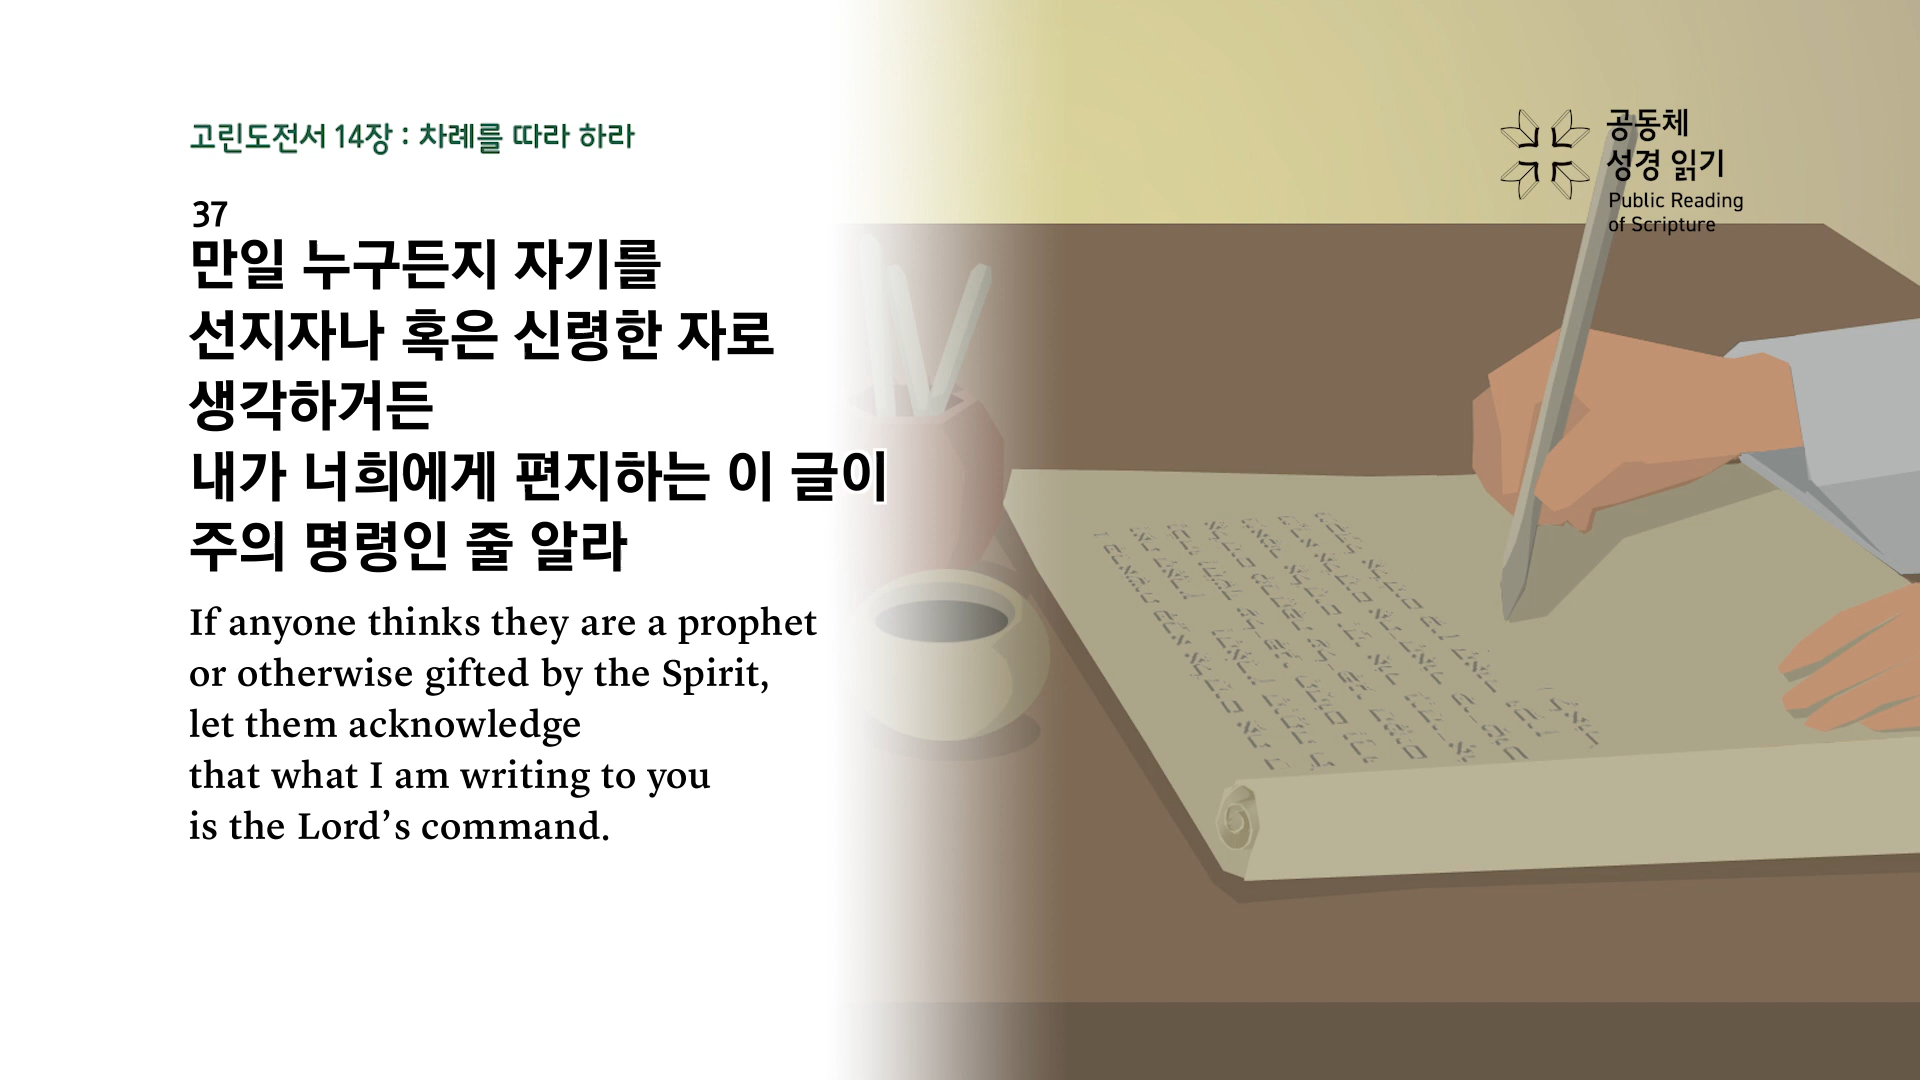 고린도전서 14장 : 차례를 따라 하라
37
만일 누구든지 자기를
선지자나 혹은 신령한 자로
생각하거든
내가 너희에게 편지하는 이 글이
주의 명령인 줄 알라
If anyone thinks they are a prophet
or otherwise gifted by the Spirit,
let them acknowledge
that what I am writing to you
is the Lord’s command.
공동체
성경 읽기
Public Reading
of Scripture